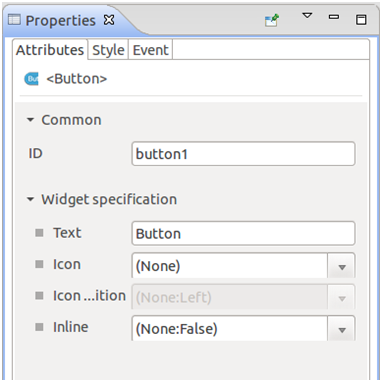 Properties
Attributes Style Event
But <Button>
Common
ID button1
Widget specification
Text Button
Icon (None)
Icon ...ition (None:Left)
Inline (None:False)